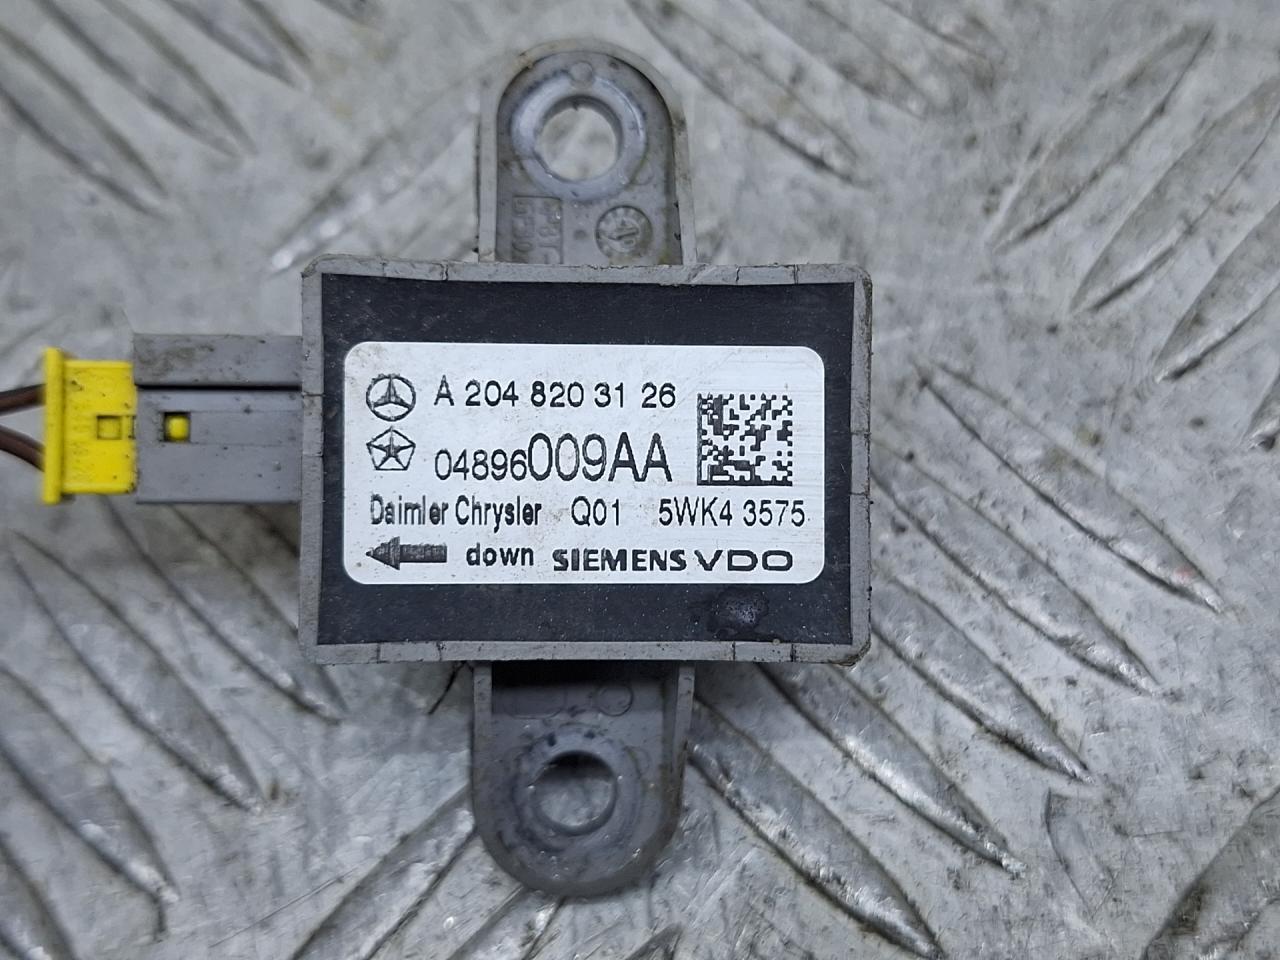 A 204 820 31 26
04896009AA
Daimler Chrysler Q01 5WK4 3575
down SIEMENS VDO